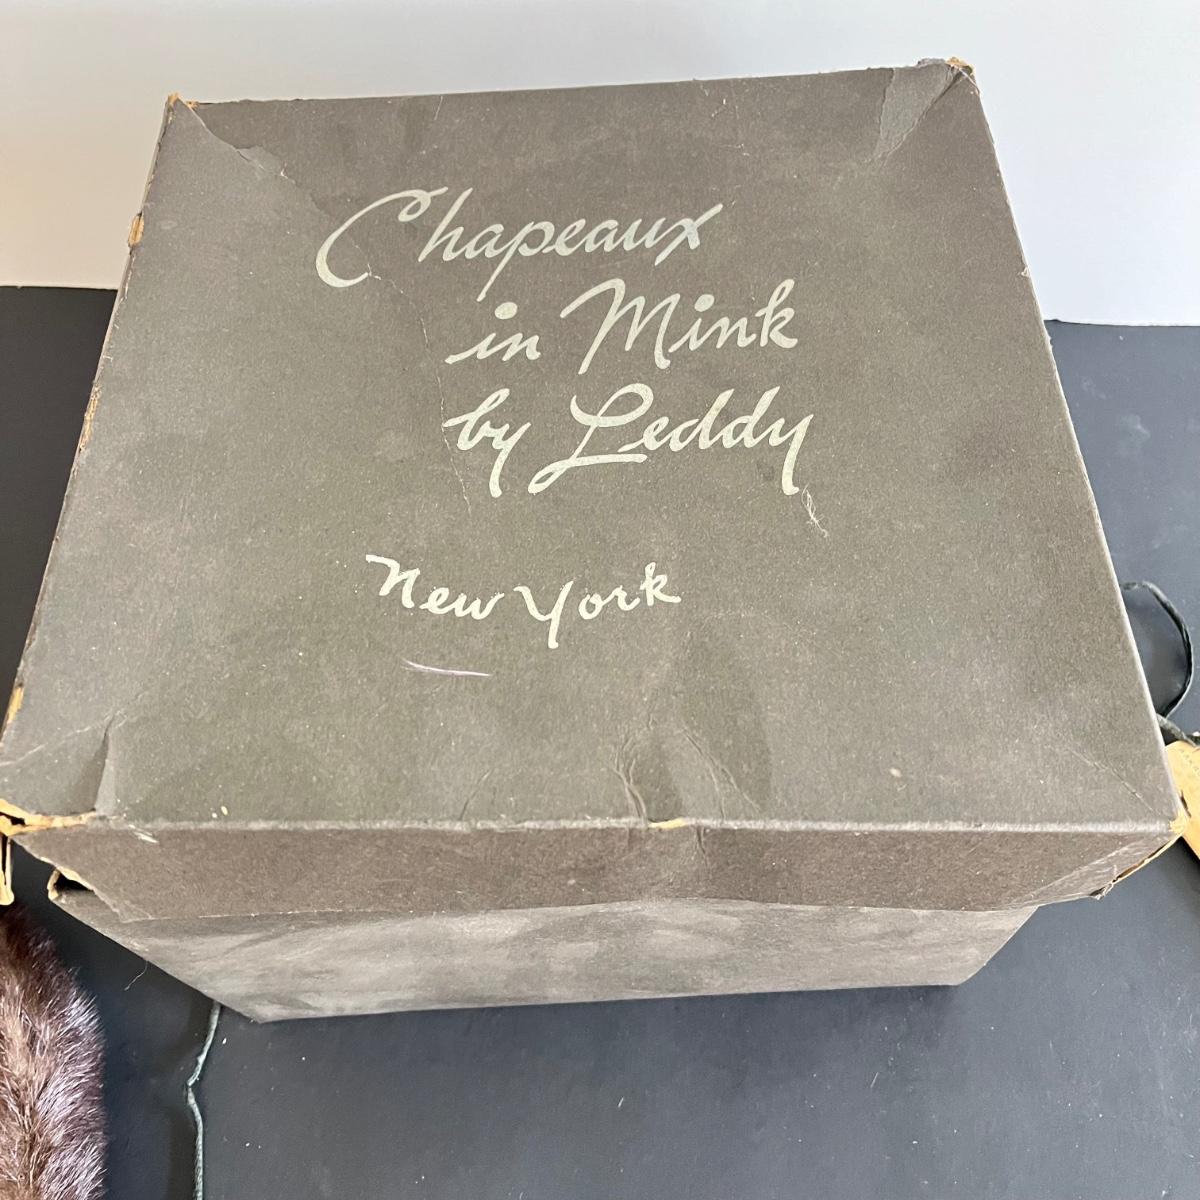 Chapeaux
in Mink
by Leddy
New York